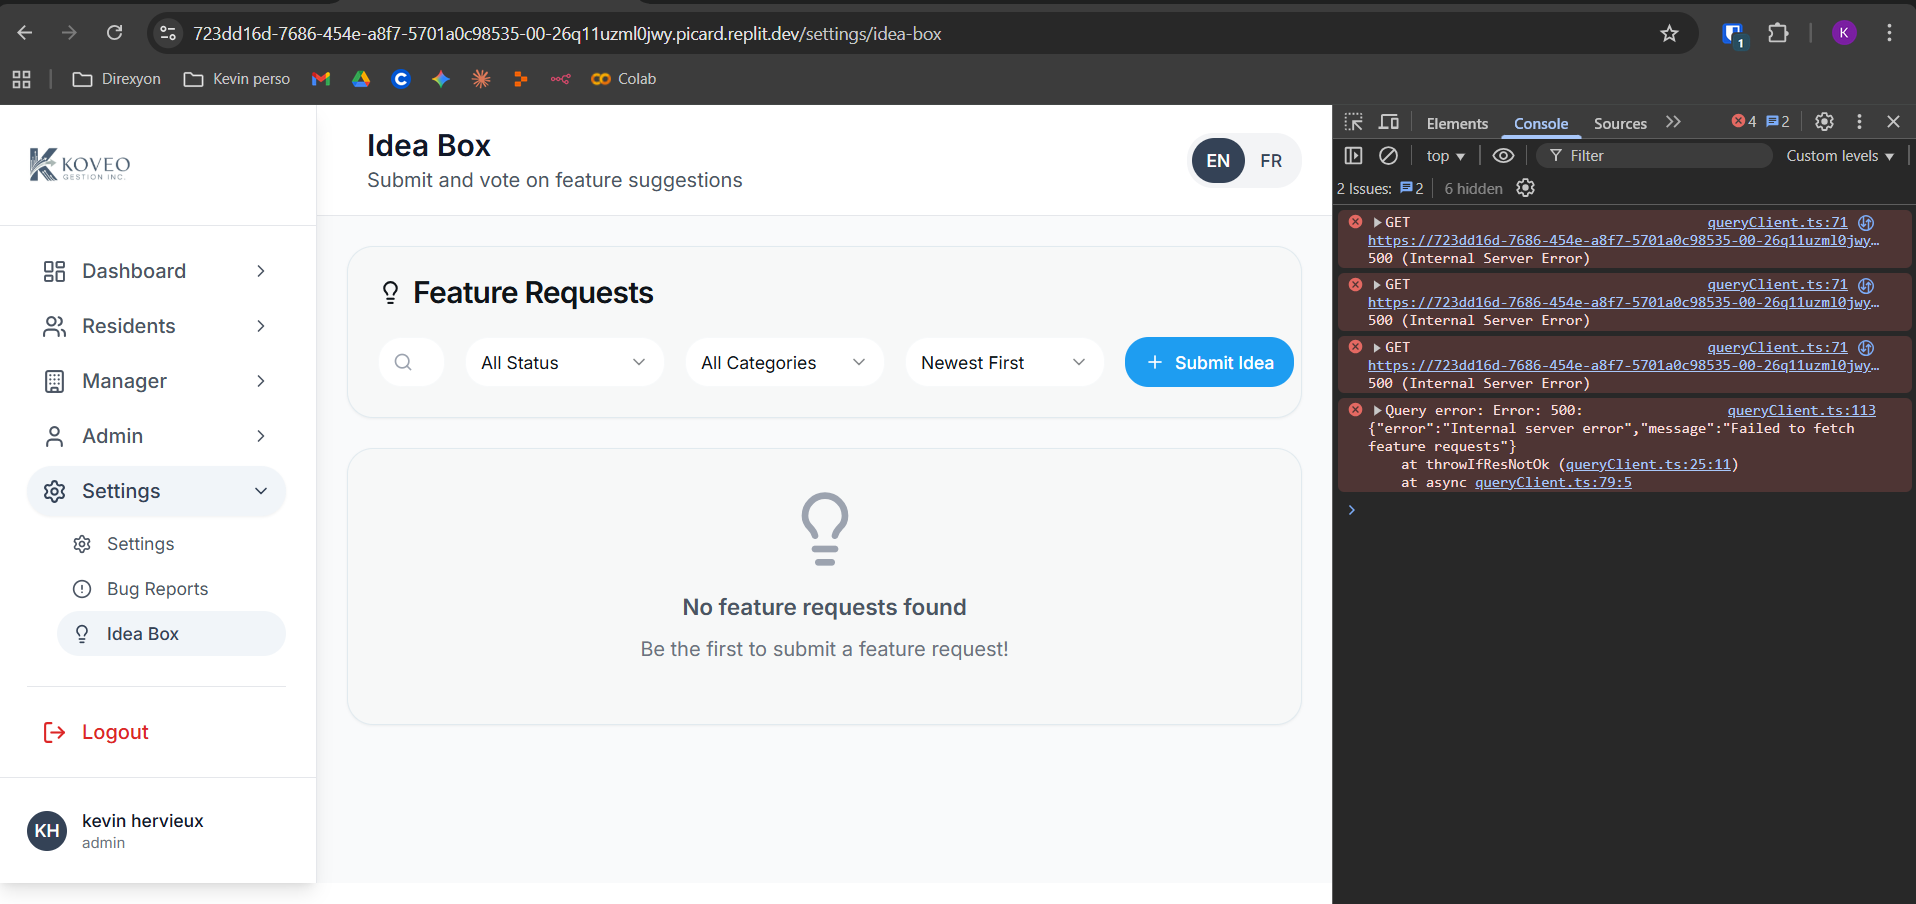 723dd16d-7686-454e-a8f7-5701a0c98535-00-26q11uzml0jwy.picard.replit.dev/settings/idea-box
1
K
Direxyon
Kevin perso
Colab
KOVEO
GESTION INC.
Dashboard
Residents
Manager
Admin
Settings
Settings
Bug Reports
Idea Box
Logout
KH
kevin hervieux
admin
Idea Box
Submit and vote on feature suggestions
EN FR
Feature Requests
All Status
All Categories
Newest First
+ Submit Idea
No feature requests found
Be the first to submit a feature request!
Elements Console Sources
4 2
top
Filter
Custom levels
2 Issues: 2 6 hidden
GET queryClient.ts:71
https://723dd16d-7686-454e-a8f7-5701a0c98535-00-26q11uzml0jwy…
500 (Internal Server Error)
GET queryClient.ts:71
https://723dd16d-7686-454e-a8f7-5701a0c98535-00-26q11uzml0jwy…
500 (Internal Server Error)
GET queryClient.ts:71
https://723dd16d-7686-454e-a8f7-5701a0c98535-00-26q11uzml0jwy…
500 (Internal Server Error)
Query error: Error: 500: queryClient.ts:113
{"error":"Internal server error","message":"Failed to fetch
feature requests"}
at throwIfResNotOk (queryClient.ts:25:11)
at async queryClient.ts:79:5